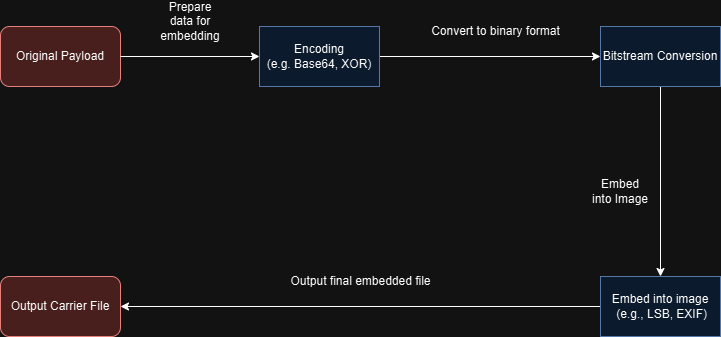 Prepare
data for
embedding
Original Payload
Encoding
(e.g. Base64, XOR)
Convert to binary format
Bitstream Conversion
Embed
into Image
Embed into image
(e.g., LSB, EXIF)
Output final embedded file
Output Carrier File